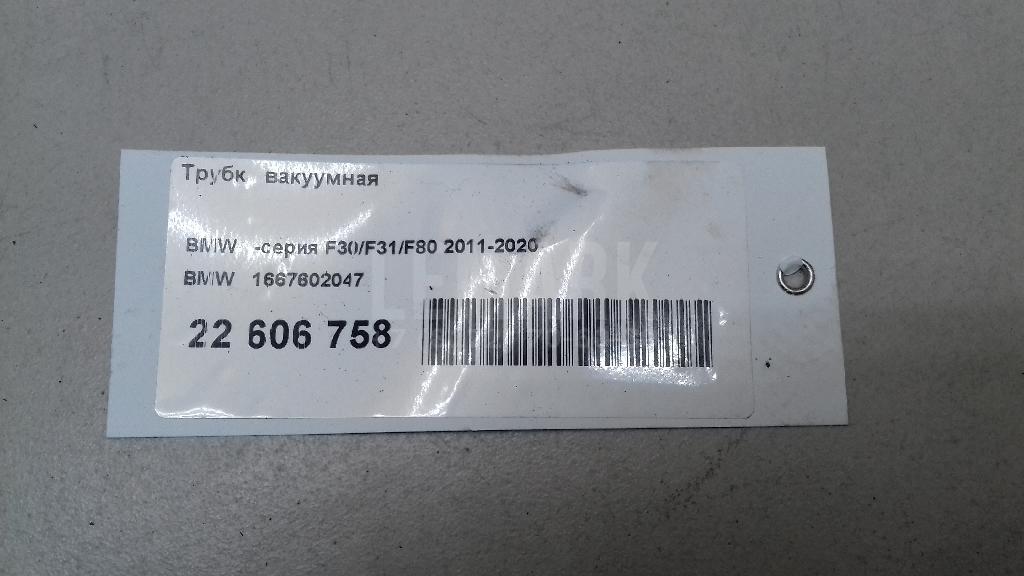 Трубк вакуумная
BMW -серия F30/F31/F80 2011-2020
BMW 1667602047
22 606 758